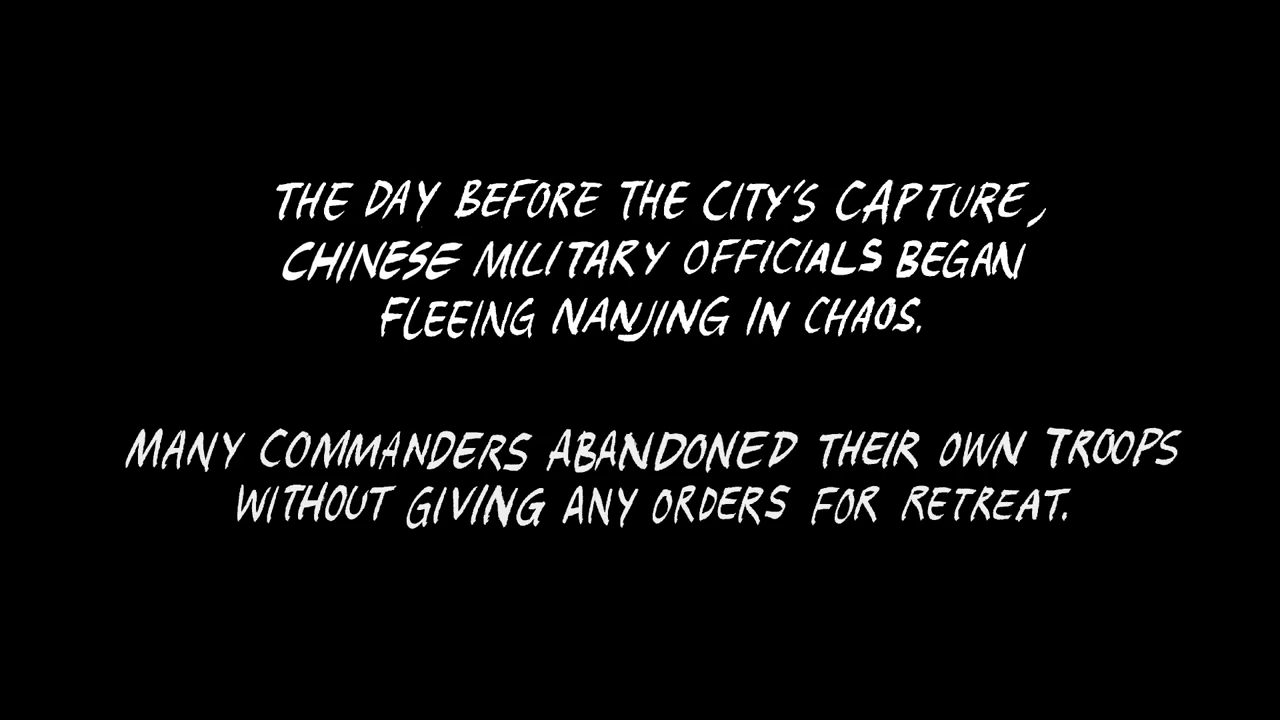 THE DAY BEFORE THE CITY'S CAPTURE,
CHINESE MILITARY OFFICIALS BEGAN
FLEEING NANJING IN CHAOS.
MANY COMMANDERS ABANDONED THEIR OWN TROOPS
WITHOUT GIVING ANY ORDERS FOR RETREAT.